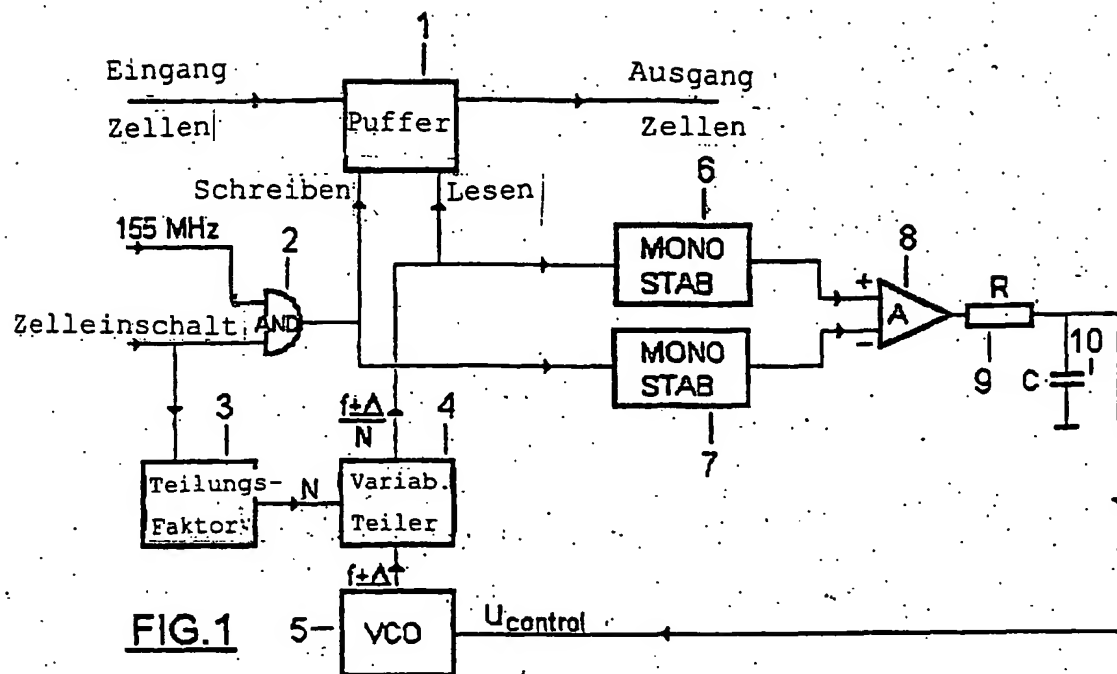 1
Eingang
Zellen
Puffer
Ausgang
Zellen
Schreiben
Lesen
155 MHz
2
Zelleinschalt
AND
6
MONO
STAB
8
+
A
−
R
9
10
C
MONO
STAB
7
3
Teilungs-
Faktor
N
f±Δ
N
4
Variab.
Teiler
f±Δ
5
VCO
Ucontrol
FIG.1